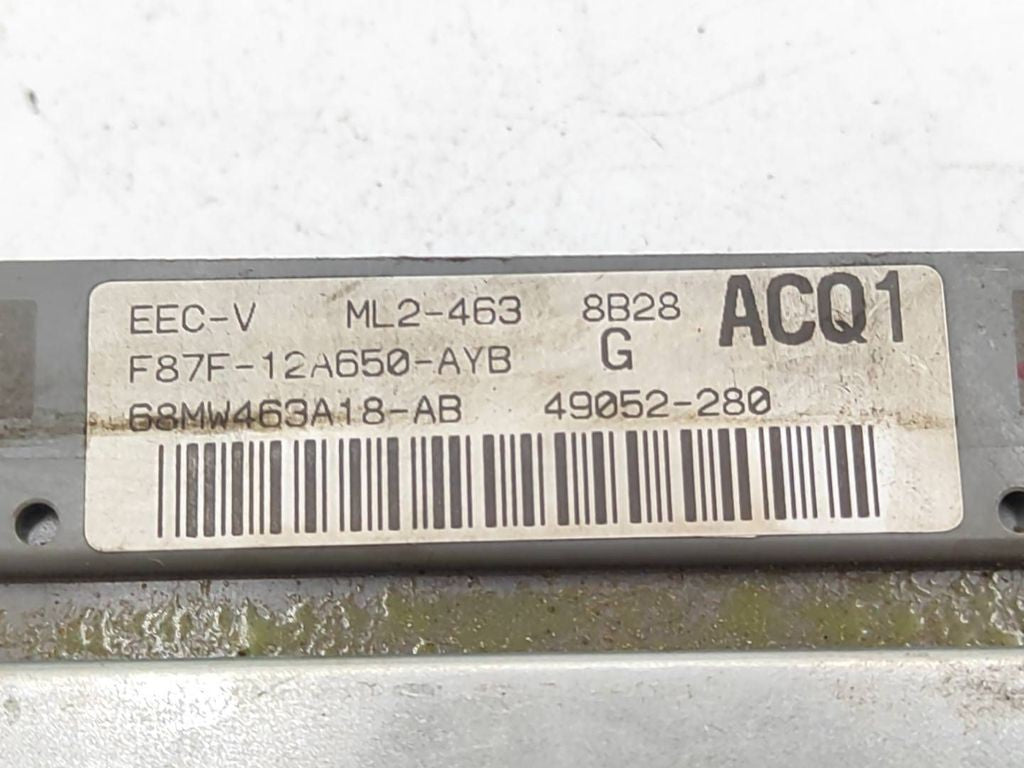 EEC-V ML2-463 8B28 ACQ1
F87F-12A650-AYB G
68MW463A18-AB 49052-280